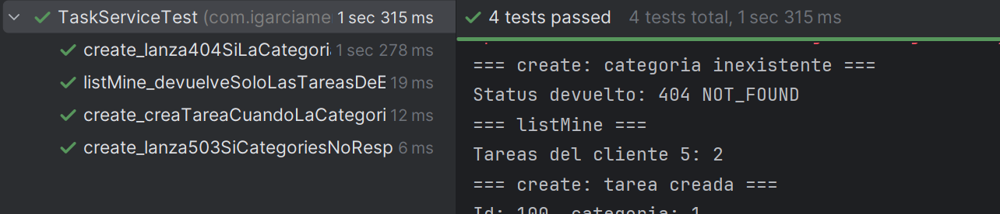 TaskServiceTest (com.igarciame 1 sec 315 ms
create_lanza404SiLaCategori 1 sec 278 ms
listMine_devuelveSoloLasTareasDeE 19 ms
create_creaTareaCuandoLaCategori 12 ms
create_lanza503SiCategoriesNoResp 6 ms
4 tests passed 4 tests total, 1 sec 315 ms
=== create: categoria inexistente ===
Status devuelto: 404 NOT_FOUND
=== listMine ===
Tareas del cliente 5: 2
=== create: tarea creada ===
Id: 100, categoria: 1